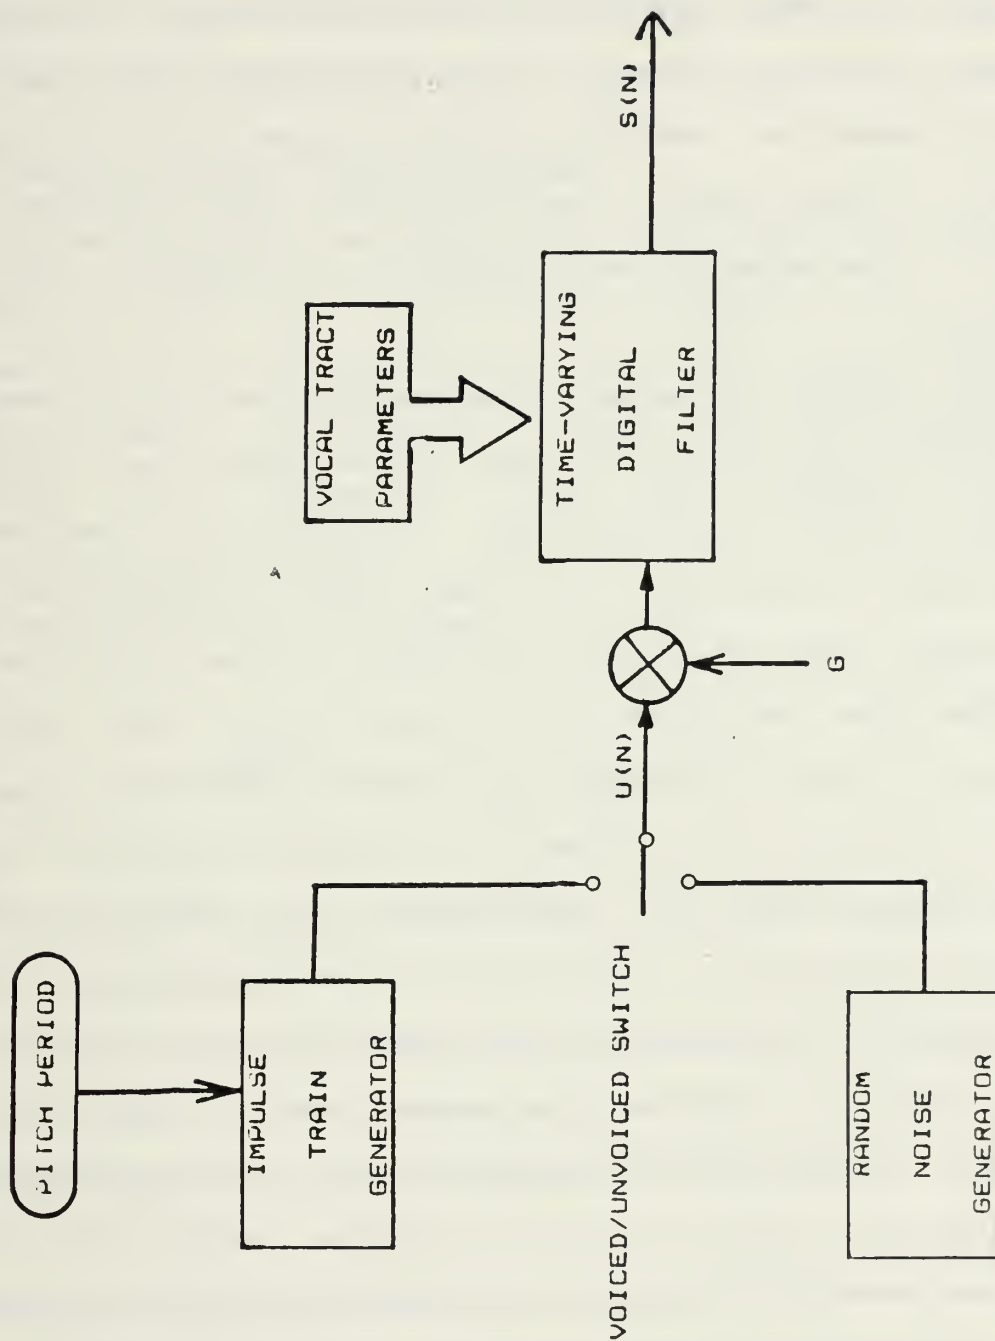 PITCH PERIOD
IMPULSE
TRAIN
GENERATOR
VOCAL TRACT
PARAMETERS
VOICED/UNVOICED SWITCH
U(N)
G
TIME-VARYING
DIGITAL
FILTER
S(N)
RANDOM
NOISE
GENERATOR